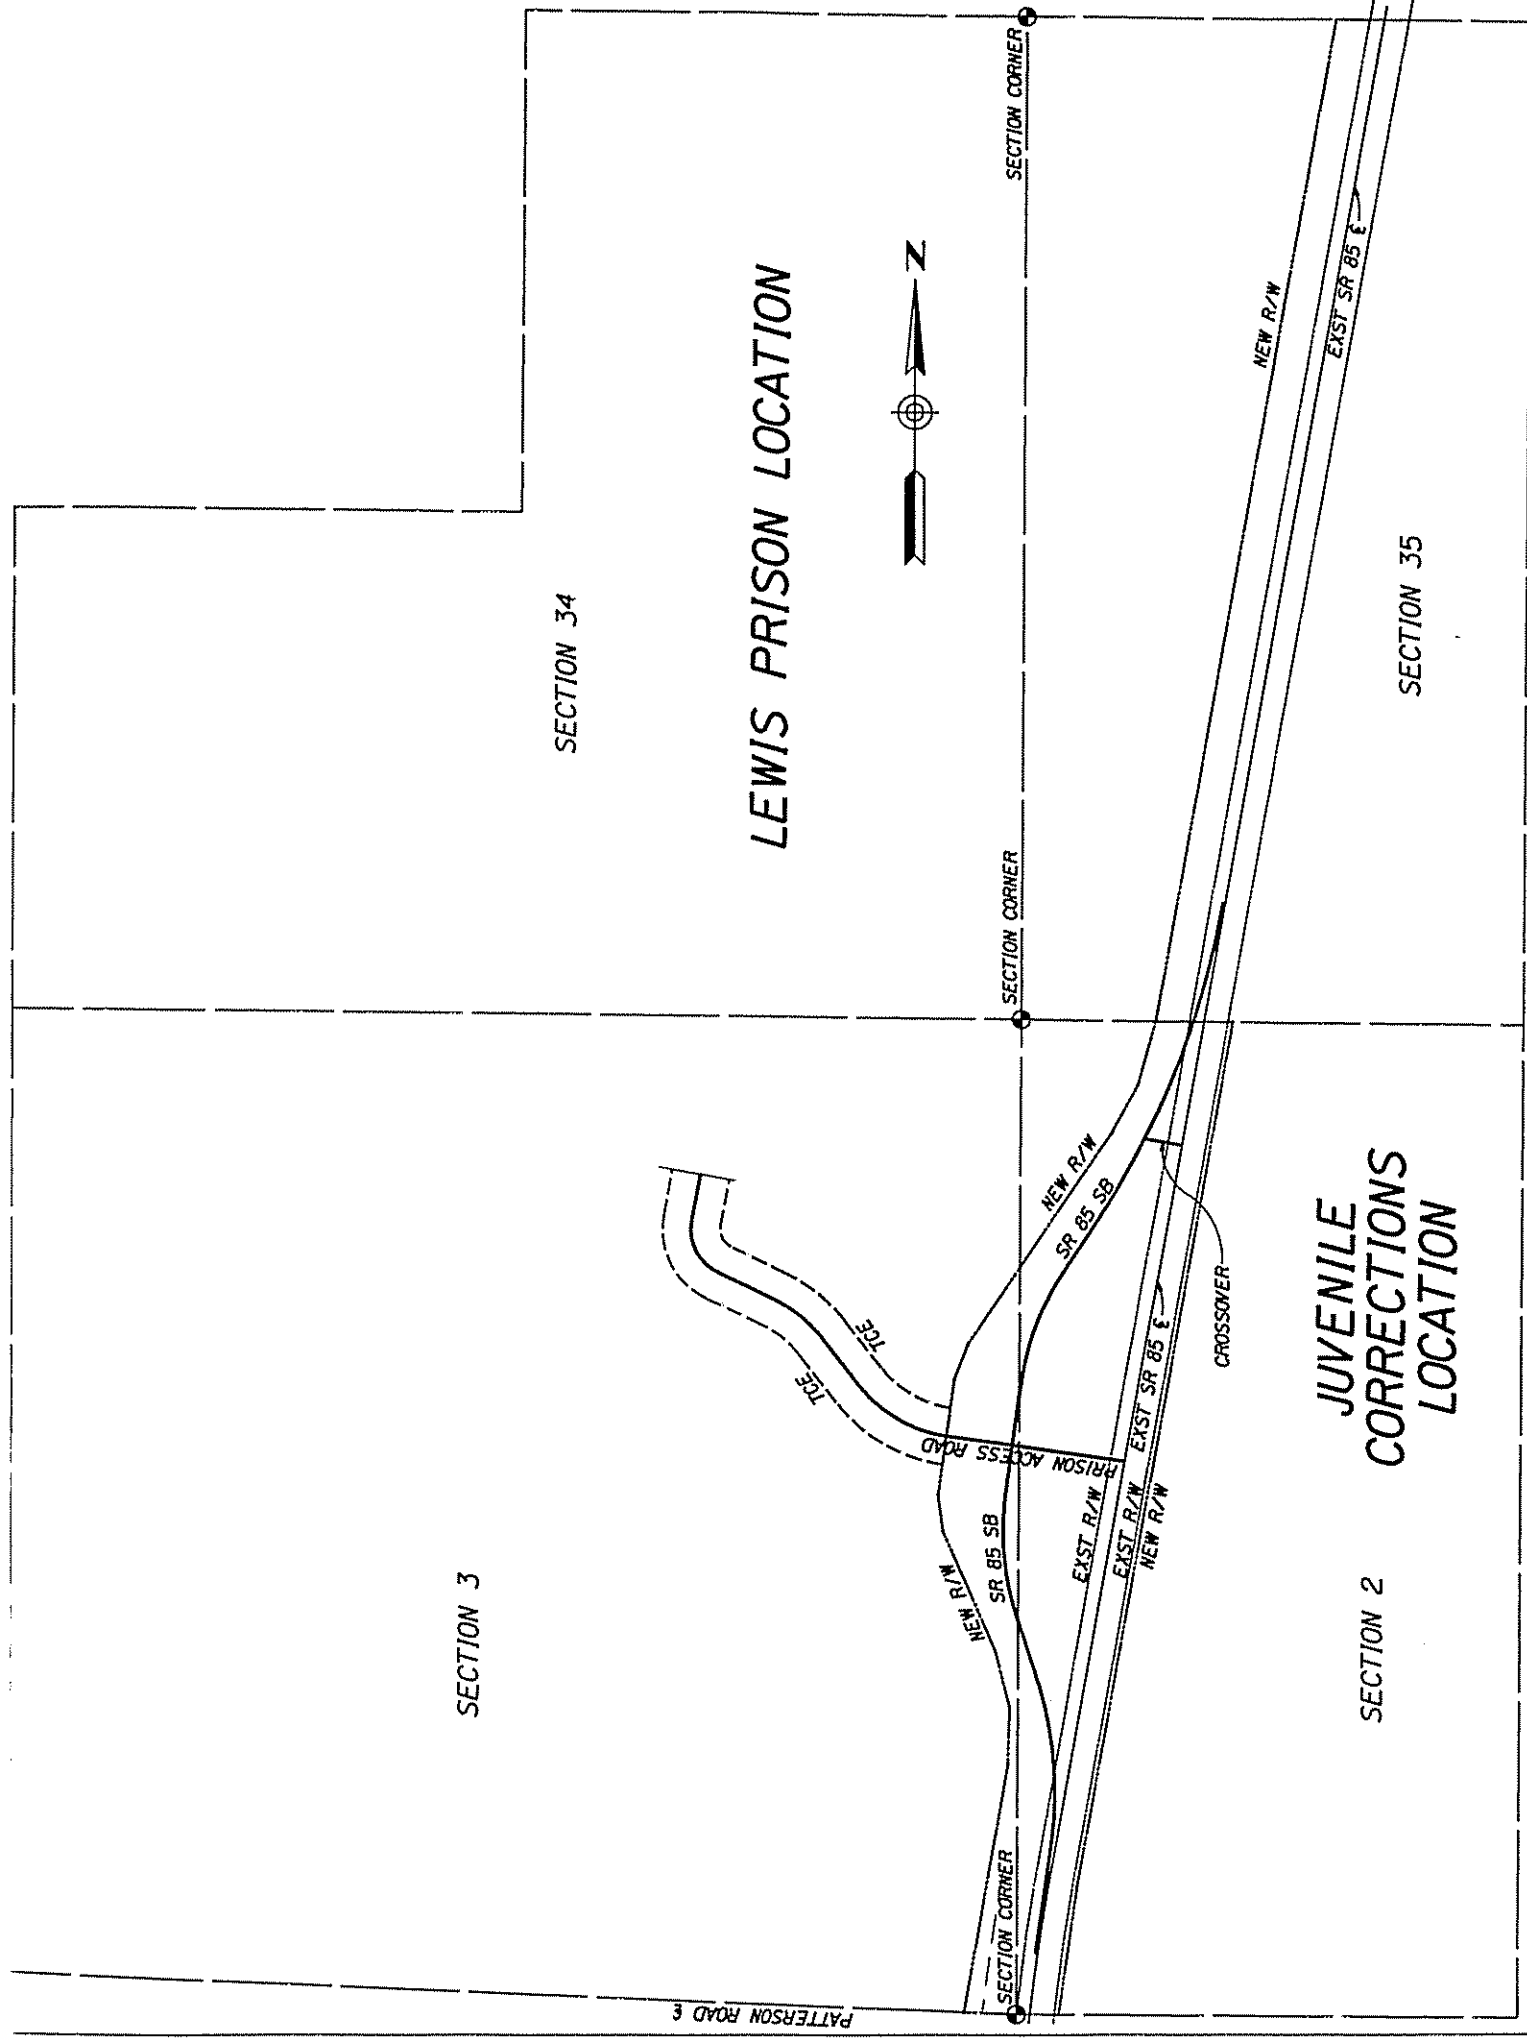 SECTION CORNER
N
LEWIS PRISON LOCATION
NEW R/W
EXST SR 85 ℄
SECTION 34
SECTION 35
SECTION CORNER
NEW R/W
SR 85 SB
CROSSOVER
JUVENILE
CORRECTIONS
LOCATION
TCE
TCE
PRISON ACCESS ROAD
EXST SR 85 ℄
EXST R/W
EXST R/W
NEW R/W
SR 85 SB
NEW R/W
SECTION 3
SECTION 2
SECTION CORNER
PATTERSON ROAD ℄